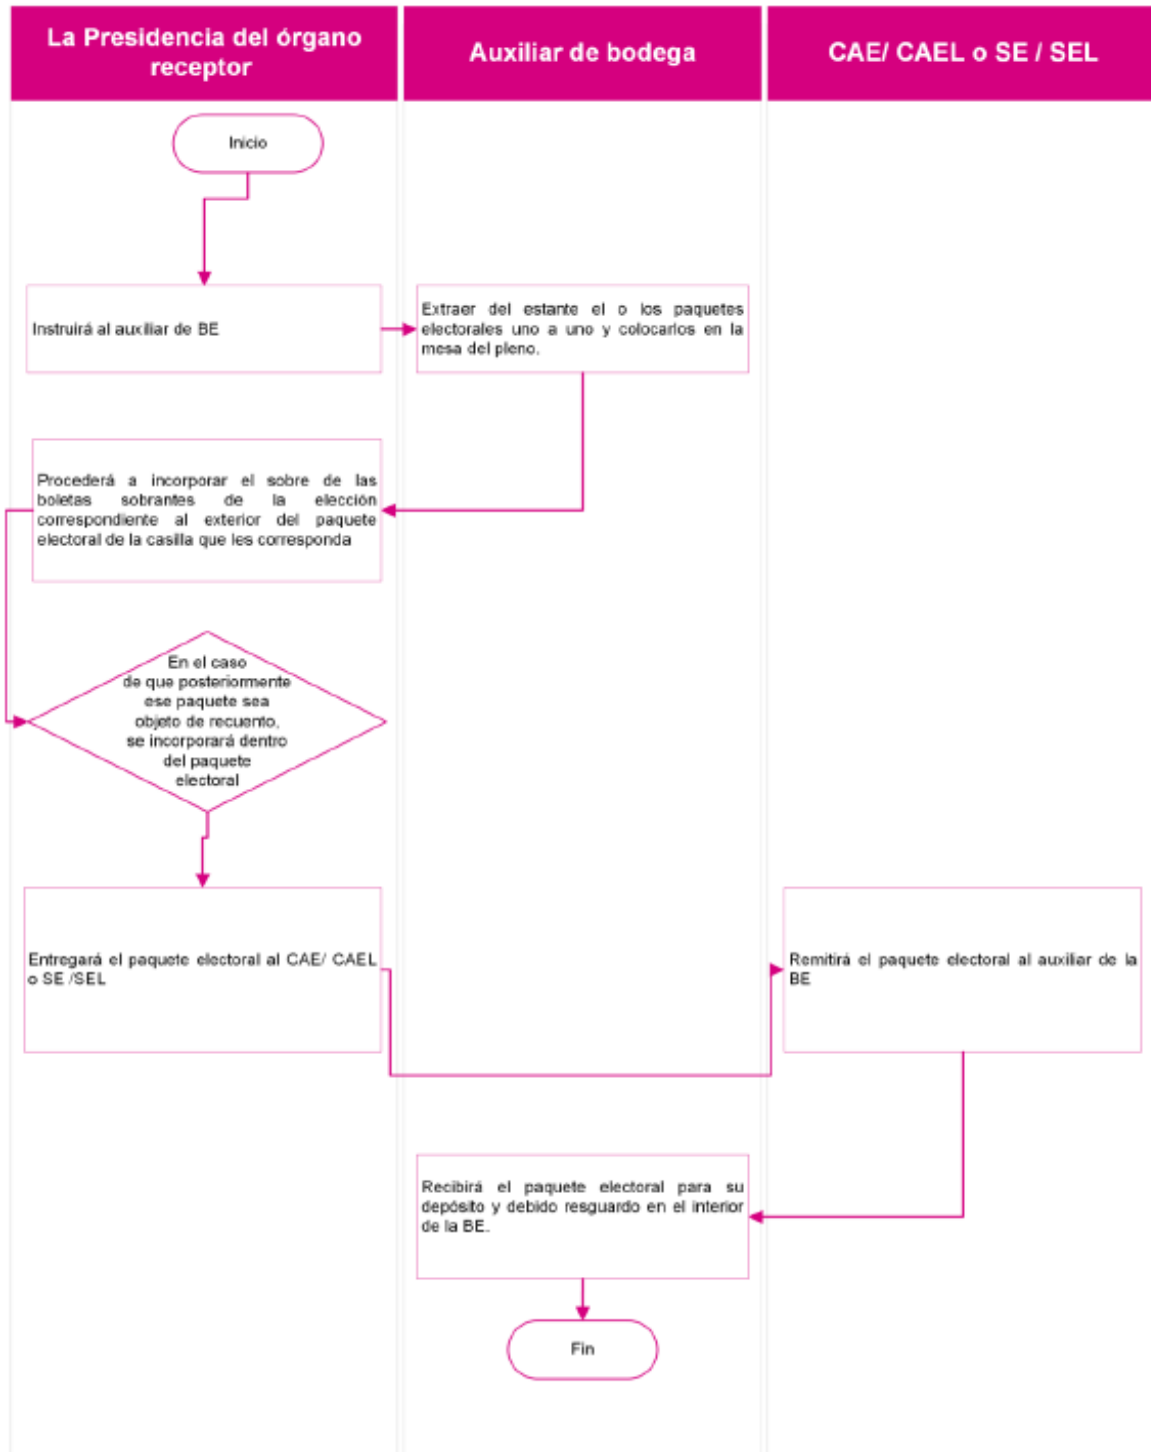 La Presidencia del órgano
receptor
Auxiliar de bodega
CAE/ CAEL o SE / SEL
Inicio
Instruirá al auxiliar de BE
Extraer del estante el o los paquetes
electorales uno a uno y colocarlos en la
mesa del pleno.
Procederá a incorporar el sobre de las
boletas sobrantes de la elección
correspondiente al exterior del paquete
electoral de la casilla que les corresponda
En el caso
de que posteriormente
ese paquete sea
objeto de recuento,
se incorporará dentro
del paquete
electoral
Entregará el paquete electoral al CAE/ CAEL
o SE /SEL
Remitirá el paquete electoral al auxiliar de la
BE
Recibirá el paquete electoral para su
depósito y debido resguardo en el interior
de la BE.
Fin